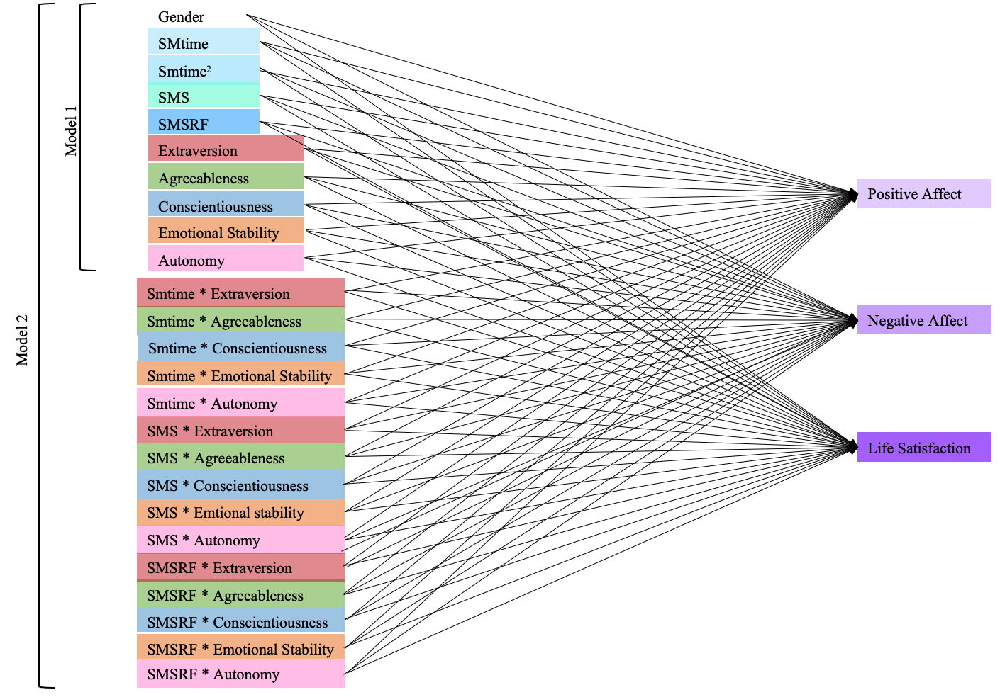 Gender
SMtime
Smtime²
SMS
SMSRF
Extraversion
Agreeableness
Conscientiousness
Emotional Stability
Autonomy
Smtime * Extraversion
Smtime * Agreeableness
Smtime * Conscientiousness
Smtime * Emotional Stability
Smtime * Autonomy
SMS * Extraversion
SMS * Agreeableness
SMS * Conscientiousness
SMS * Emtional stability
SMS * Autonomy
SMSRF * Extraversion
SMSRF * Agreeableness
SMSRF * Conscientiousness
SMSRF * Emotional Stability
SMSRF * Autonomy
Model 1
Model 2
Positive Affect
Negative Affect
Life Satisfaction